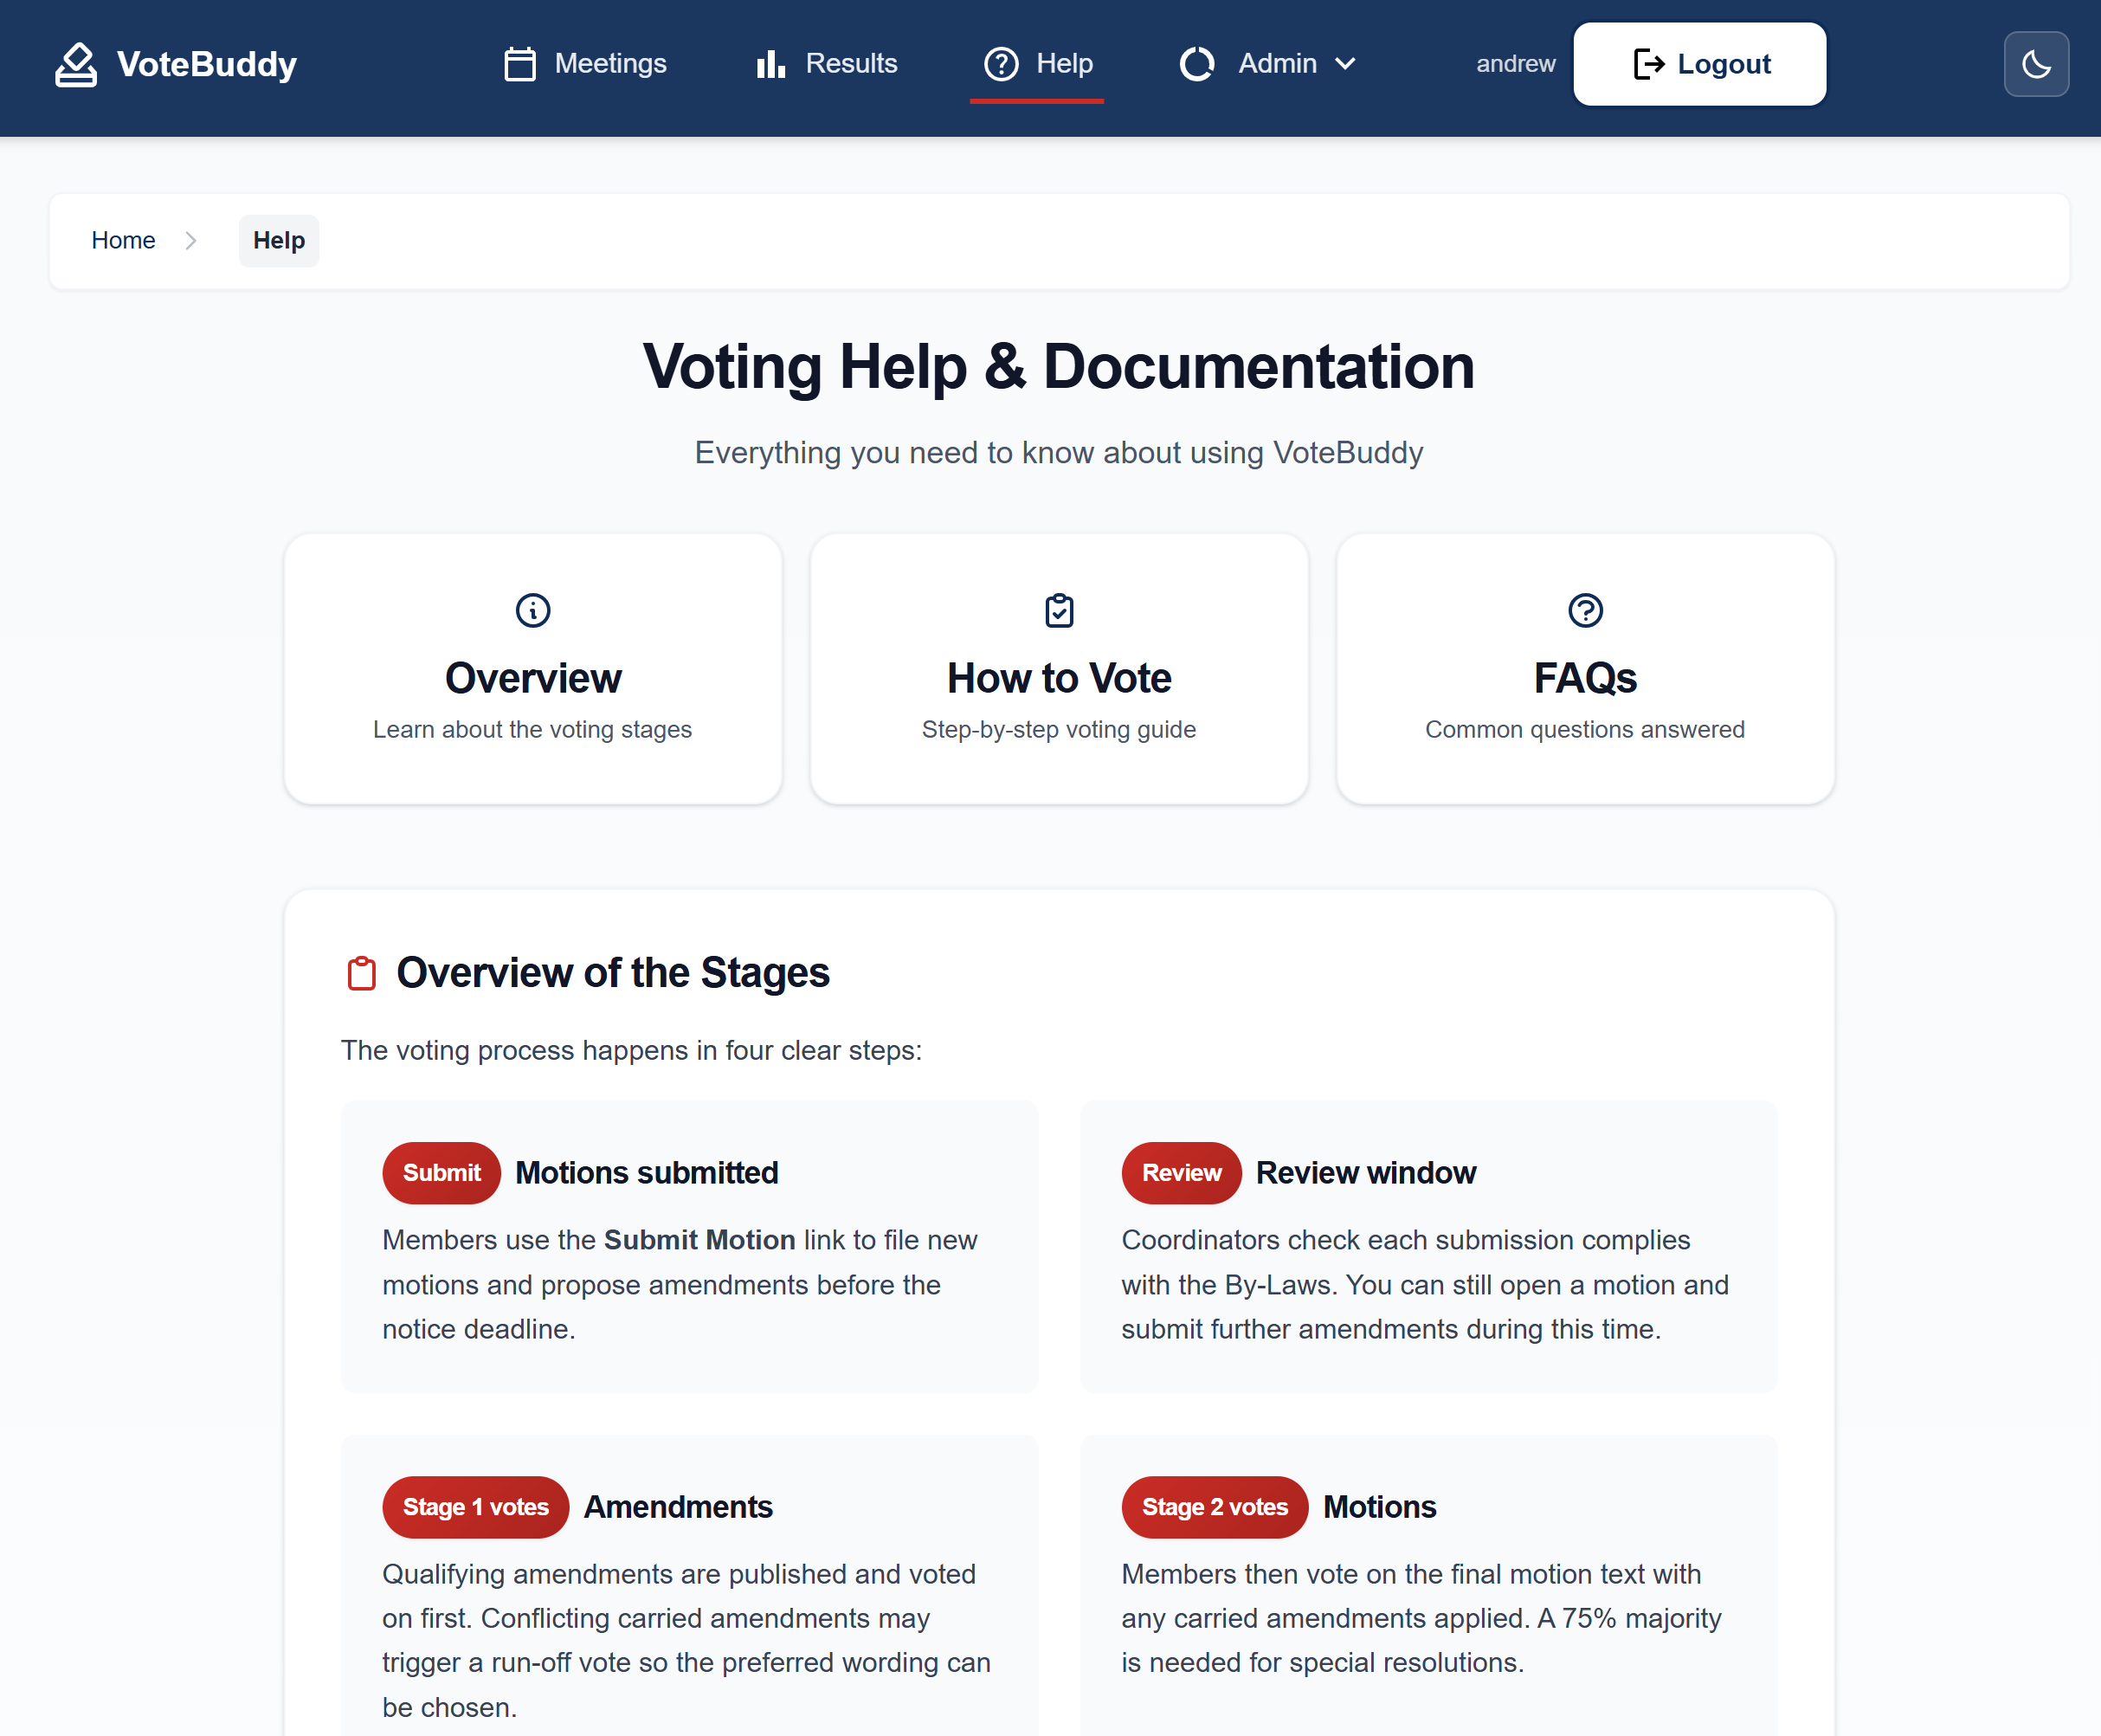 VoteBuddy
Meetings
Results
Help
Admin
andrew
Logout
Home
Help
Voting Help & Documentation
Everything you need to know about using VoteBuddy
Overview
Learn about the voting stages
How to Vote
Step-by-step voting guide
FAQs
Common questions answered
Overview of the Stages
The voting process happens in four clear steps:
Submit Motions submitted
Members use the Submit Motion link to file new
motions and propose amendments before the
notice deadline.
Review Review window
Coordinators check each submission complies
with the By-Laws. You can still open a motion and
submit further amendments during this time.
Stage 1 votes Amendments
Qualifying amendments are published and voted
on first. Conflicting carried amendments may
trigger a run-off vote so the preferred wording can
be chosen.
Stage 2 votes Motions
Members then vote on the final motion text with
any carried amendments applied. A 75% majority
is needed for special resolutions.